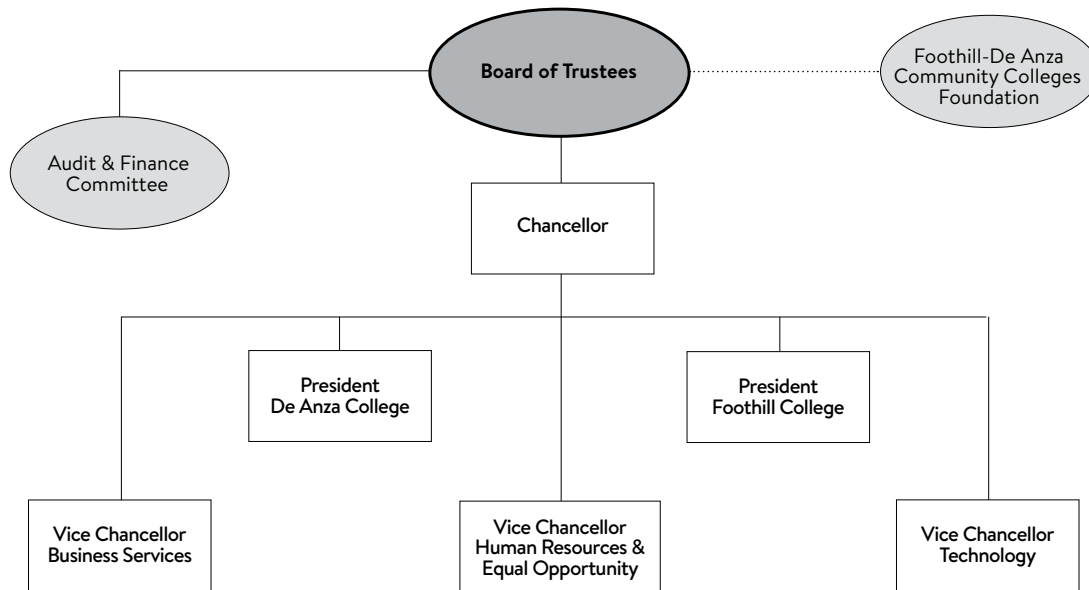 Board of Trustees
Foothill-De Anza
Community Colleges
Foundation
Audit & Finance
Committee
Chancellor
President
De Anza College
President
Foothill College
Vice Chancellor
Business Services
Vice Chancellor
Human Resources &
Equal Opportunity
Vice Chancellor
Technology